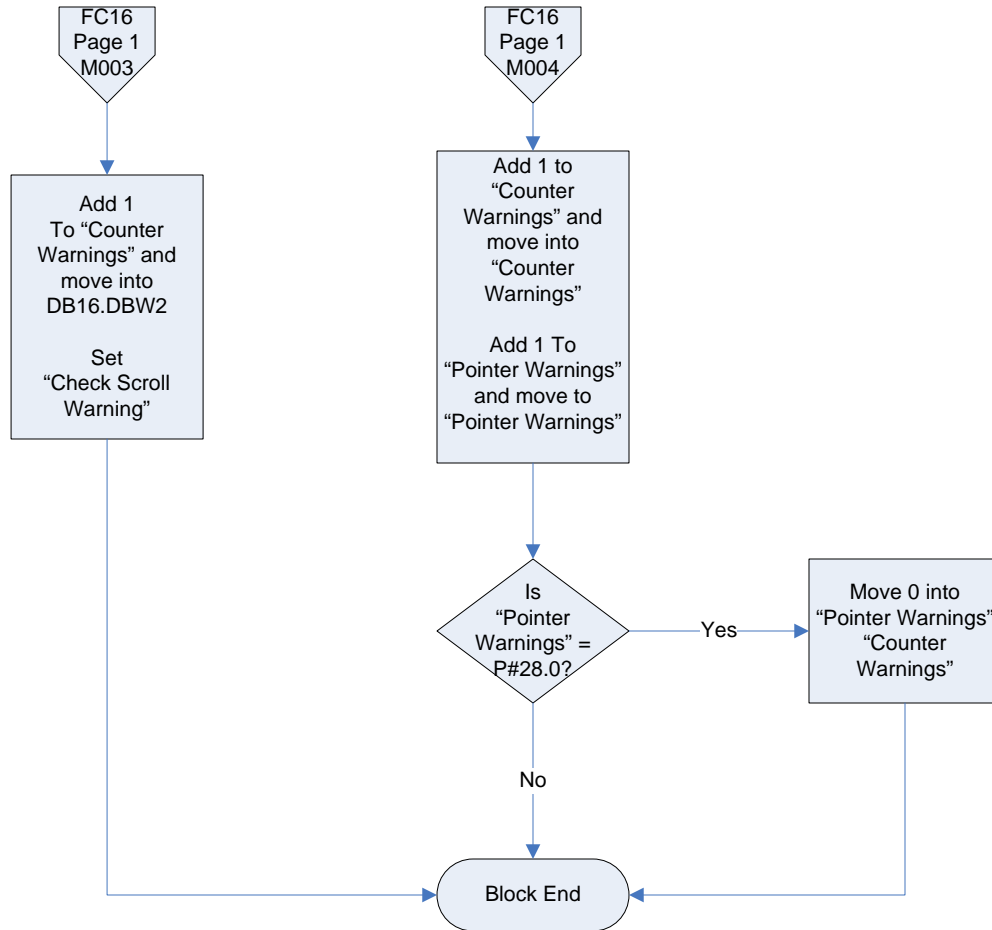 FC16
Page 1
M003
FC16
Page 1
M004
Add 1
To “Counter
Warnings” and
move into
DB16.DBW2
Set
“Check Scroll
Warning”
Add 1 to
“Counter
Warnings” and
move into
“Counter
Warnings”
Add 1 To
“Pointer Warnings”
and move to
“Pointer Warnings”
Is
“Pointer
Warnings” =
P#28.0?
Yes
Move 0 into
“Pointer Warnings”
“Counter
Warnings”
No
Block End